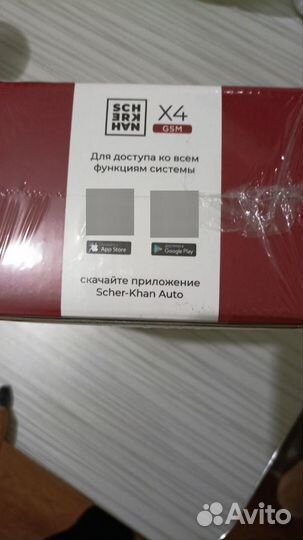 SCH
ERK
HAN
X4
GSM
Для доступа ко всем
функциям системы
App Store
Google Play
скачайте приложение
Scher-Khan Auto
Avito